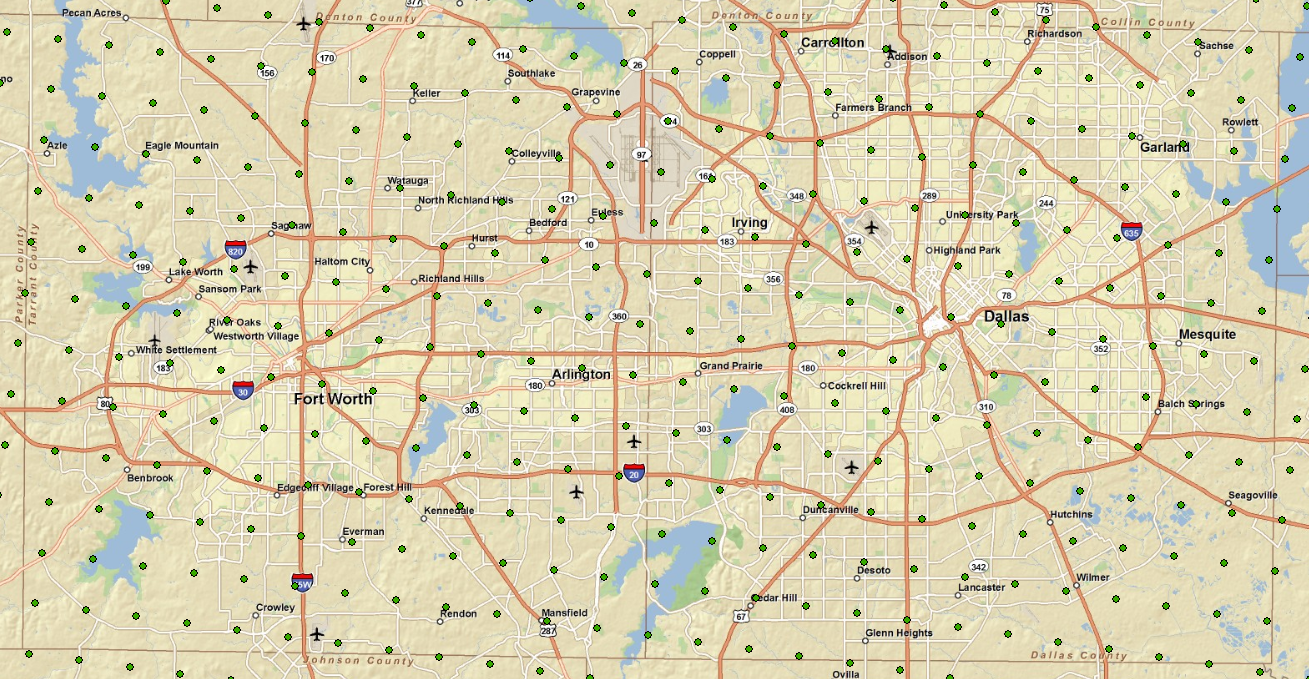 377
Pecan Acres
Denton County
Denton County
75
Collin County
Richardson
Carrollton
Sachse
114
Coppell
Addison
170
26
156
Southlake
Keller
Grapevine
Farmers Branch
Rowlett
Azle
Eagle Mountain
Colleyville
97
Garland
Watauga
North Richland Hills
121
348
289
244
Bedford
Euless
Irving
University Park
Saginaw
Hurst
10
183
354
635
820
Haltom City
Highland Park
199
Lake Worth
Richland Hills
356
Sansom Park
78
Parker County
Tarrant County
River Oaks
360
Dallas
Westworth Village
Mesquite
White Settlement
352
183
Arlington
Grand Prairie
180
180
Cockrell Hill
30
Fort Worth
80
303
408
310
Balch Springs
303
Benbrook
20
Edgecliff Village
Forest Hill
Seagoville
Kennedale
Duncanville
Hutchins
Everman
Desoto
342
Wilmer
Lancaster
Crowley
Rendon
Mansfield
Cedar Hill
67
287
Glenn Heights
Johnson County
Dallas County
Ovilla